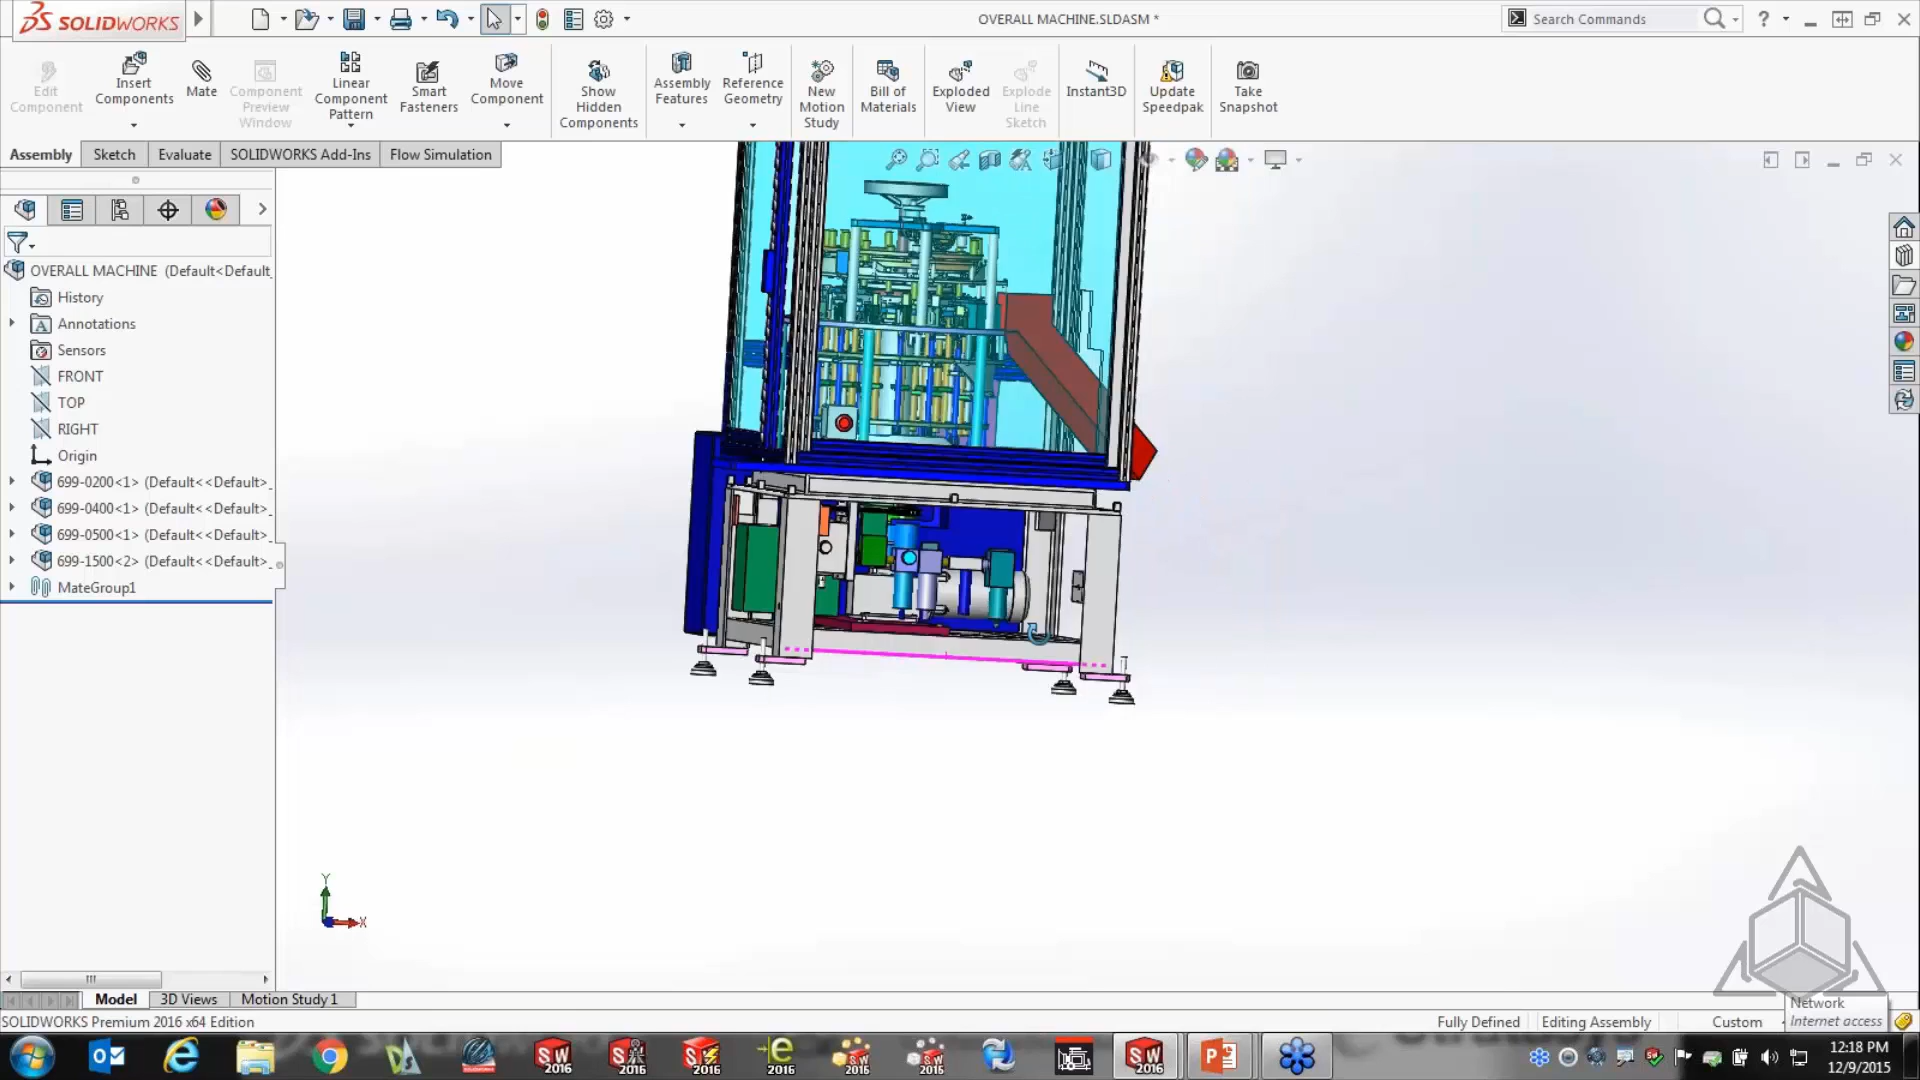 SOLIDWORKS
OVERALL MACHINE.SLDASM *
Search Commands
Edit Component
Insert Components
Mate
Component Preview Window
Linear Component Pattern
Smart Fasteners
Move Component
Show Hidden Components
Assembly Features
Reference Geometry
New Motion Study
Bill of Materials
Exploded View
Explode Line Sketch
Instant3D
Update Speedpak
Take Snapshot
Assembly
Sketch
Evaluate
SOLIDWORKS Add-Ins
Flow Simulation
OVERALL MACHINE (Default<Default_
History
Annotations
Sensors
FRONT
TOP
RIGHT
Origin
699-0200<1> (Default<<Default>_
699-0400<1> (Default<<Default>_
699-0500<1> (Default<<Default>_
699-1500<2> (Default<<Default>_
MateGroup1
Y
X
Model
3D Views
Motion Study 1
SOLIDWORKS Premium 2016 x64 Edition
Fully Defined
Editing Assembly
Custom
Network
Internet access
12:18 PM
12/9/2015